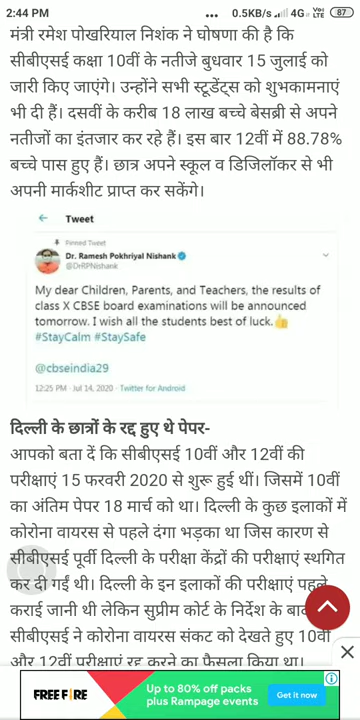 2:44 PM ... 0.5KB/s 4G VoLTE 87
मंत्री रमेश पोखरियाल निशंक ने घोषणा की है कि
सीबीएसई कक्षा 10वीं के नतीजे बुधवार 15 जुलाई को
जारी किए जाएंगे। उन्होंने सभी स्टूडेंट्स को शुभकामनाएं
भी दी हैं। दसवीं के करीब 18 लाख बच्चे बेसब्री से अपने
नतीजों का इंतजार कर रहे हैं। इस बार 12वीं में 88.78%
बच्चे पास हुए हैं। छात्र अपने स्कूल व डिजिलॉकर से भी
अपनी मार्कशीट प्राप्त कर सकेंगे।
Tweet
Pinned Tweet
Dr. Ramesh Pokhriyal Nishank
@DrRPNishank
My dear Children, Parents, and Teachers, the results of
class X CBSE board examinations will be announced
tomorrow. I wish all the students best of luck.👍
#StayCalm #StaySafe
@cbseindia29
12:25 PM · Jul 14, 2020 · Twitter for Android
दिल्ली के छात्रों के रद्द हुए थे पेपर-
आपको बता दें कि सीबीएसई 10वीं और 12वीं की
परीक्षाएं 15 फरवरी 2020 से शुरू हुई थीं। जिसमें 10वीं
का अंतिम पेपर 18 मार्च को था। दिल्ली के कुछ इलाकों में
कोरोना वायरस से पहले दंगा भड़का था जिस कारण से
सीबीएसई पूर्वी दिल्ली के परीक्षा केंद्रों की परीक्षाएं स्थगित
कर दी गईं थी। दिल्ली के इन इलाकों की परीक्षाएं पहले
कराई जानी थी लेकिन सुप्रीम कोर्ट के निर्देश के
सीबीएसई ने कोरोना वायरस संकट को देखते हुए 10वीं
और 12वीं परीक्षाएं रद्द करने का फैसला किया था।
FREE FIRE
Up to 80% off packs
plus Rampage events
Get it now